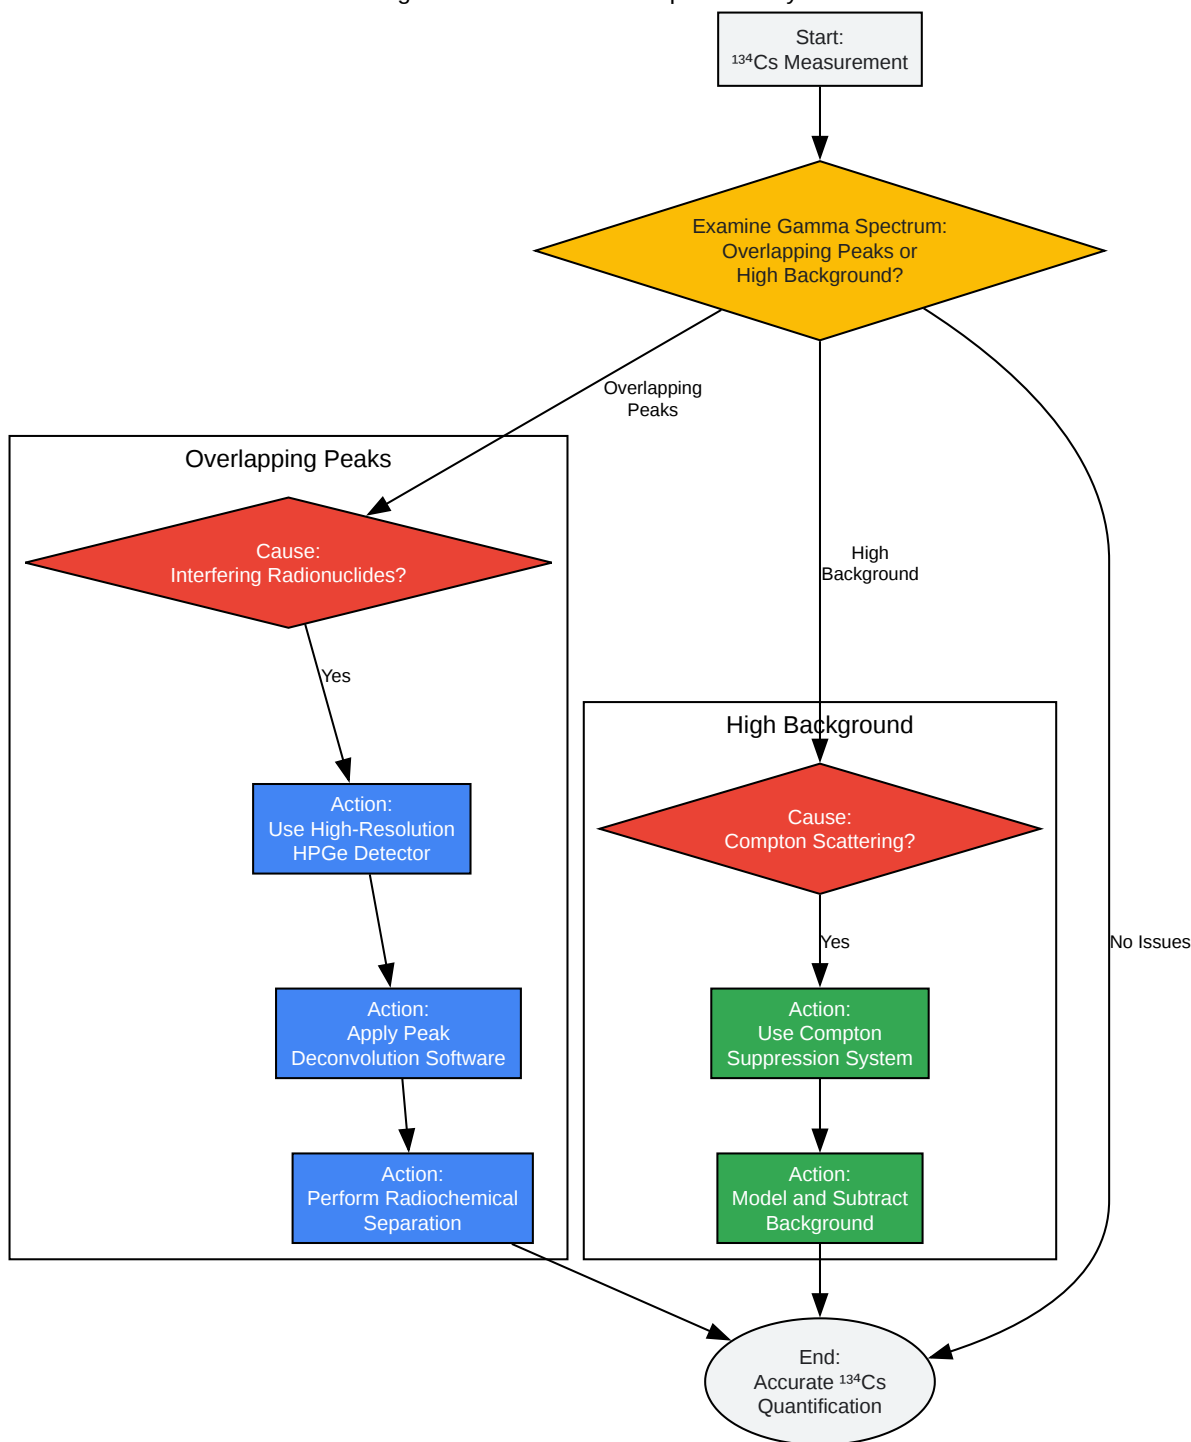 Start:
¹³⁴Cs Measurement
Examine Gamma Spectrum:
Overlapping Peaks or
High Background?
Overlapping
Peaks
Overlapping Peaks
Cause:
Interfering Radionuclides?
High
Background
Yes
High Background
Action:
Use High-Resolution
HPGe Detector
Cause:
Compton Scattering?
Yes
No Issues
Action:
Apply Peak
Deconvolution Software
Action:
Use Compton
Suppression System
Action:
Perform Radiochemical
Separation
Action:
Model and Subtract
Background
End:
Accurate ¹³⁴Cs
Quantification